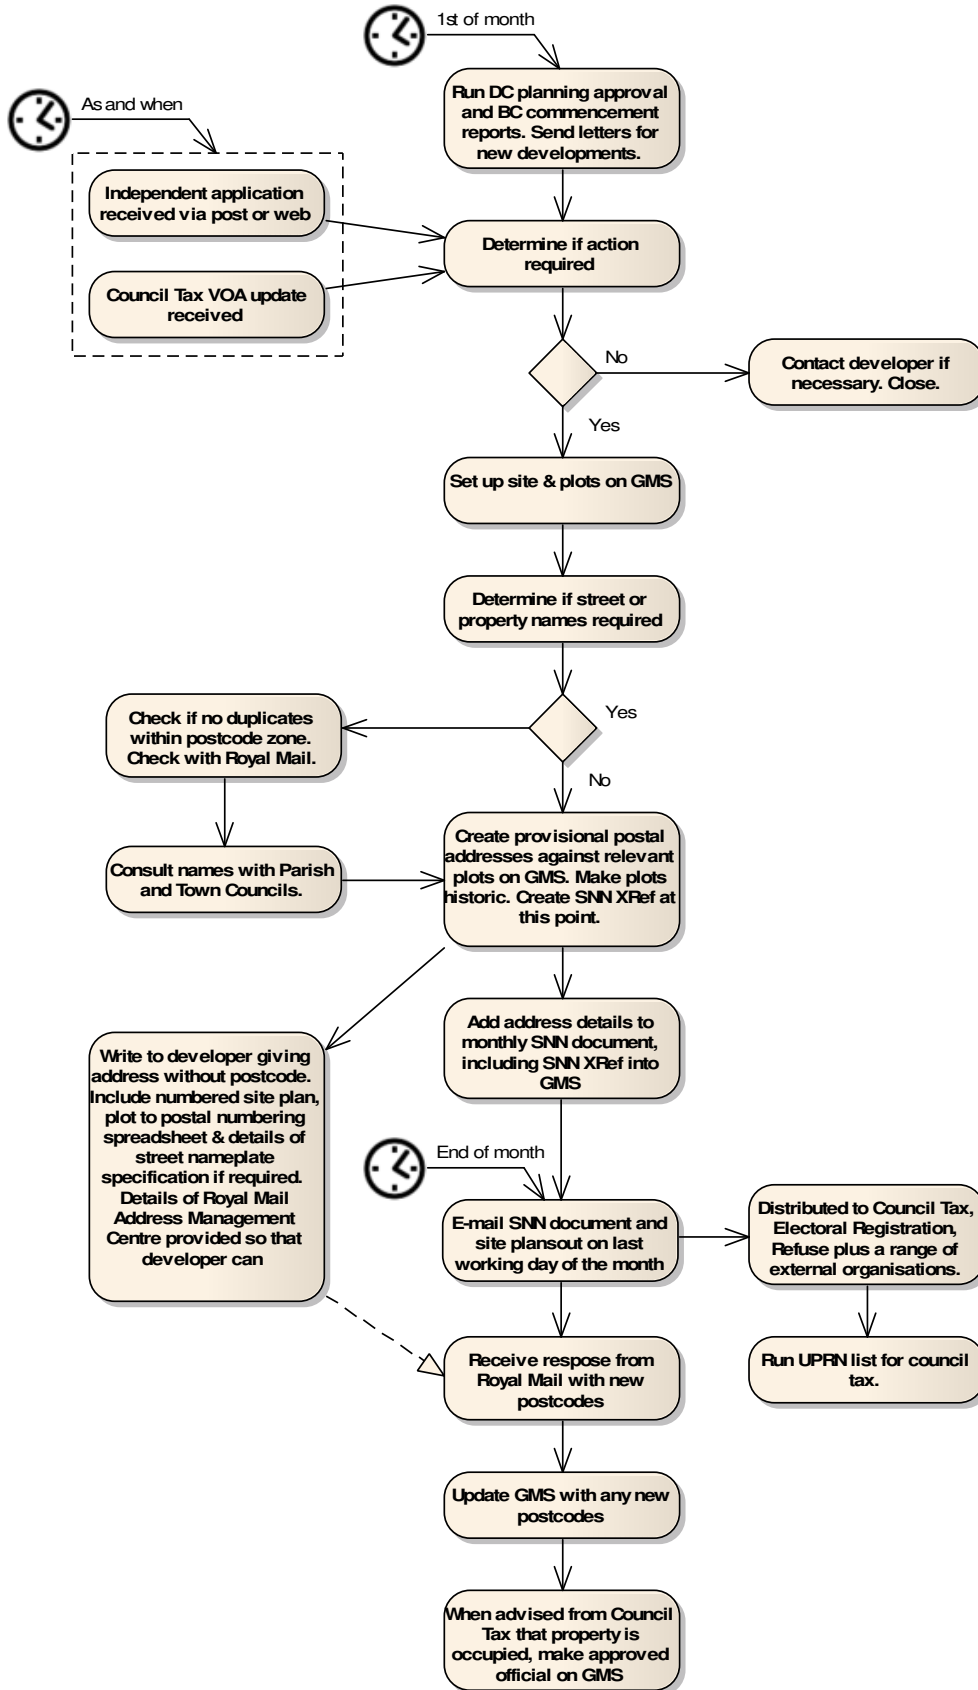 1st of month
Run DC planning approval
and BC commencement
reports. Send letters for
new developments.
As and when
Independent application
received via post or web
Council Tax VOA update
received
Determine if action
required
No
Contact developer if
necessary. Close.
Yes
Set up site & plots on GMS
Determine if street or
property names required
Yes
Check if no duplicates
within postcode zone.
Check with Royal Mail.
No
Consult names with Parish
and Town Councils.
Create provisional postal
addresses against relevant
plots on GMS. Make plots
historic. Create SNN XRef at
this point.
Add address details to
monthly SNN document,
including SNN XRef into
GMS
Write to developer giving
address without postcode.
Include numbered site plan,
plot to postal numbering
spreadsheet & details of
street nameplate
specification if required.
Details of Royal Mail
Address Management
Centre provided so that
developer can
End of month
E-mail SNN document and
site plansout on last
working day of the month
Distributed to Council Tax,
Electoral Registration,
Refuse plus a range of
external organisations.
Run UPRN list for council
tax.
Receive respose from
Royal Mail with new
postcodes
Update GMS with any new
postcodes
When advised from Council
Tax that property is
occupied, make approved
official on GMS